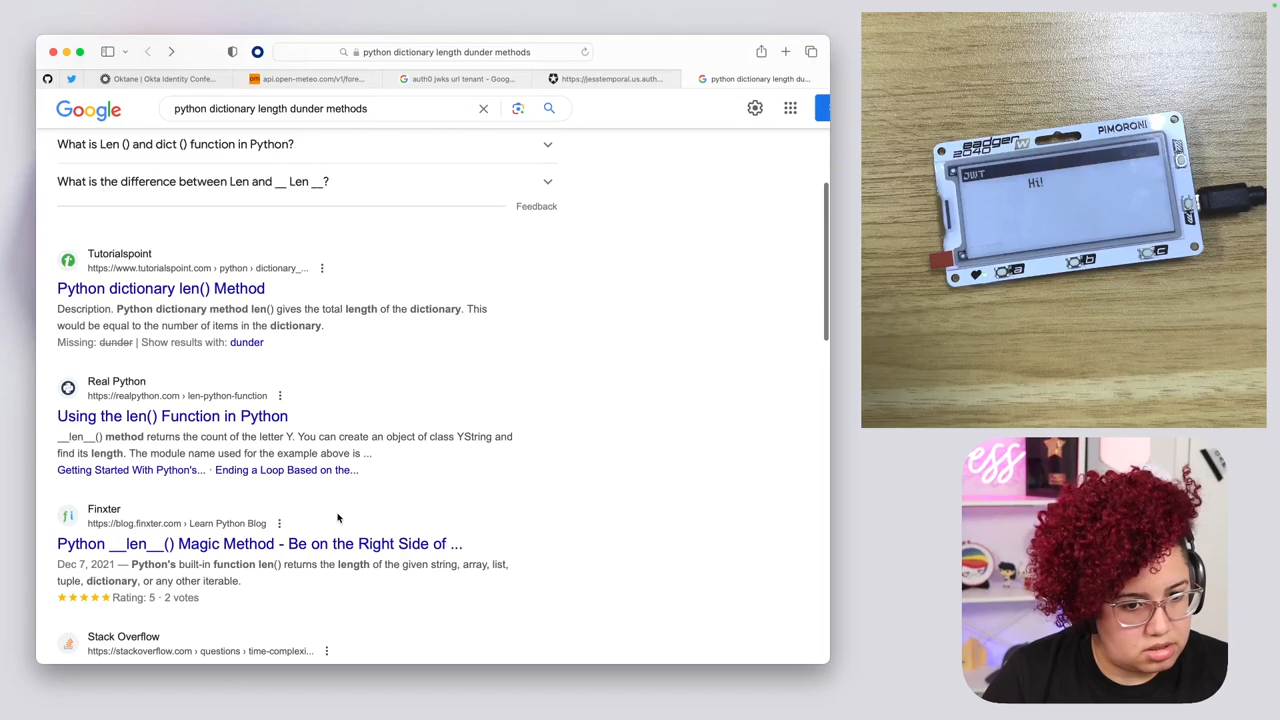 python dictionary length dunder methods
Oktane | Okta Identity Confe...
api.open-meteo.com/v1/fore...
auth0 jwks url tenant - Goog...
https://jesstemporal.us.auth...
python dictionary length du...
Google
python dictionary length dunder methods
What is Len () and dict () function in Python?
What is the difference between Len and __ Len __?
Feedback
Tutorialspoint
https://www.tutorialspoint.com › python › dictionary_...
Python dictionary len() Method
Description. Python dictionary method len() gives the total length of the dictionary. This
would be equal to the number of items in the dictionary.
Missing: dunder | Show results with: dunder
Real Python
https://realpython.com › len-python-function
Using the len() Function in Python
__len__() method returns the count of the letter Y. You can create an object of class YString and
find its length. The module name used for the example above is ...
Getting Started With Python's... · Ending a Loop Based on the...
Finxter
https://blog.finxter.com › Learn Python Blog
Python __len__() Magic Method - Be on the Right Side of ...
Dec 7, 2021 — Python's built-in function len() returns the length of the given string, array, list,
tuple, dictionary, or any other iterable.
Rating: 5 · 2 votes
Stack Overflow
https://stackoverflow.com › questions › time-complexi...
PIMORONI
badger W
2040
JWT
Hi!
a
b
c
ess